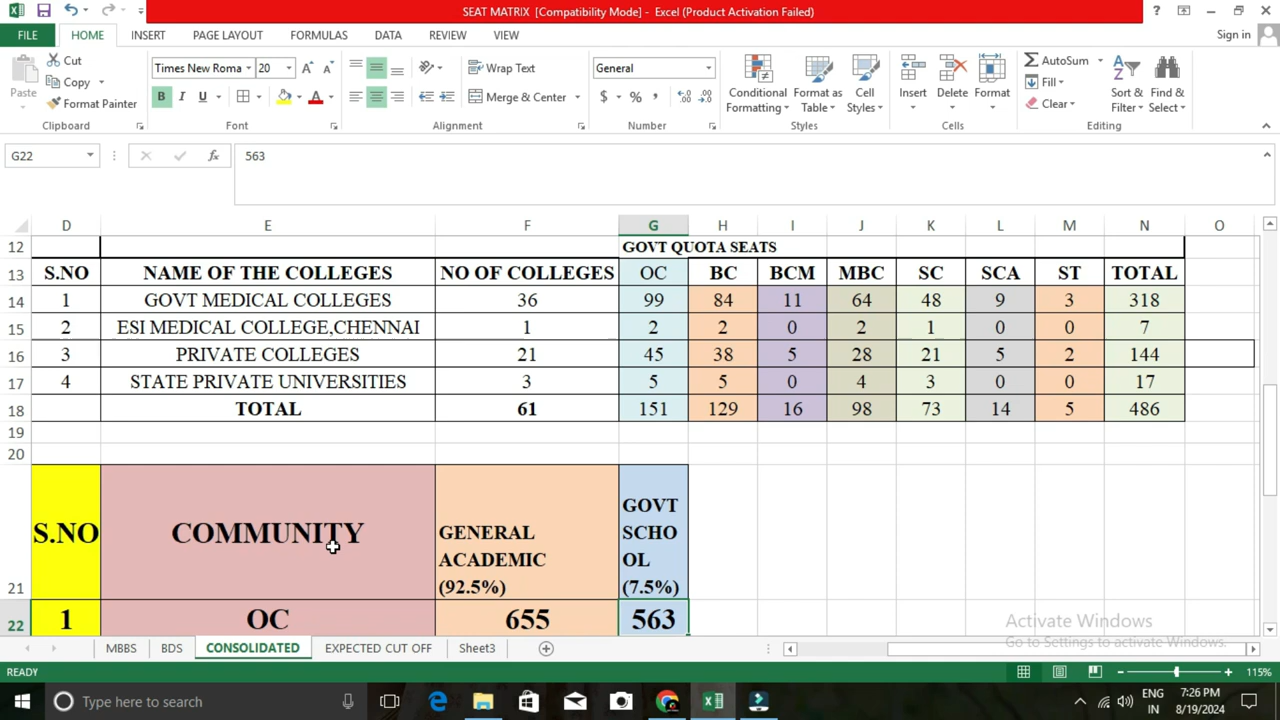 SEAT MATRIX [Compatibility Mode] - Excel (Product Activation Failed)
FILE HOME INSERT PAGE LAYOUT FORMULAS DATA REVIEW VIEW Sign in
Paste
Cut
Copy
Format Painter
Times New Roma 20
B I U
Wrap Text
Merge & Center
General
$ % ,
Conditional Formatting
Format as Table
Cell Styles
Insert
Delete
Format
AutoSum
Fill
Clear
Sort & Filter
Find & Select
Clipboard Font Alignment Number Styles Cells Editing
G22 fx 563
D E F G H I J K L M N O
12 GOVT QUOTA SEATS
13 S.NO NAME OF THE COLLEGES NO OF COLLEGES OC BC BCM MBC SC SCA ST TOTAL
14 1 GOVT MEDICAL COLLEGES 36 99 84 11 64 48 9 3 318
15 2 ESI MEDICAL COLLEGE,CHENNAI 1 2 2 0 2 1 0 0 7
16 3 PRIVATE COLLEGES 21 45 38 5 28 21 5 2 144
17 4 STATE PRIVATE UNIVERSITIES 3 5 5 0 4 3 0 0 17
18 TOTAL 61 151 129 16 98 73 14 5 486
19
20
21 S.NO COMMUNITY
GENERAL
ACADEMIC
(92.5%)
GOVT
SCHO
OL
(7.5%)
22 1 OC 655 563
Activate Windows
Go to Settings to activate Windows.
MBBS BDS CONSOLIDATED EXPECTED CUT OFF Sheet3
READY 115%
Type here to search
ENG
IN
7:26 PM
8/19/2024